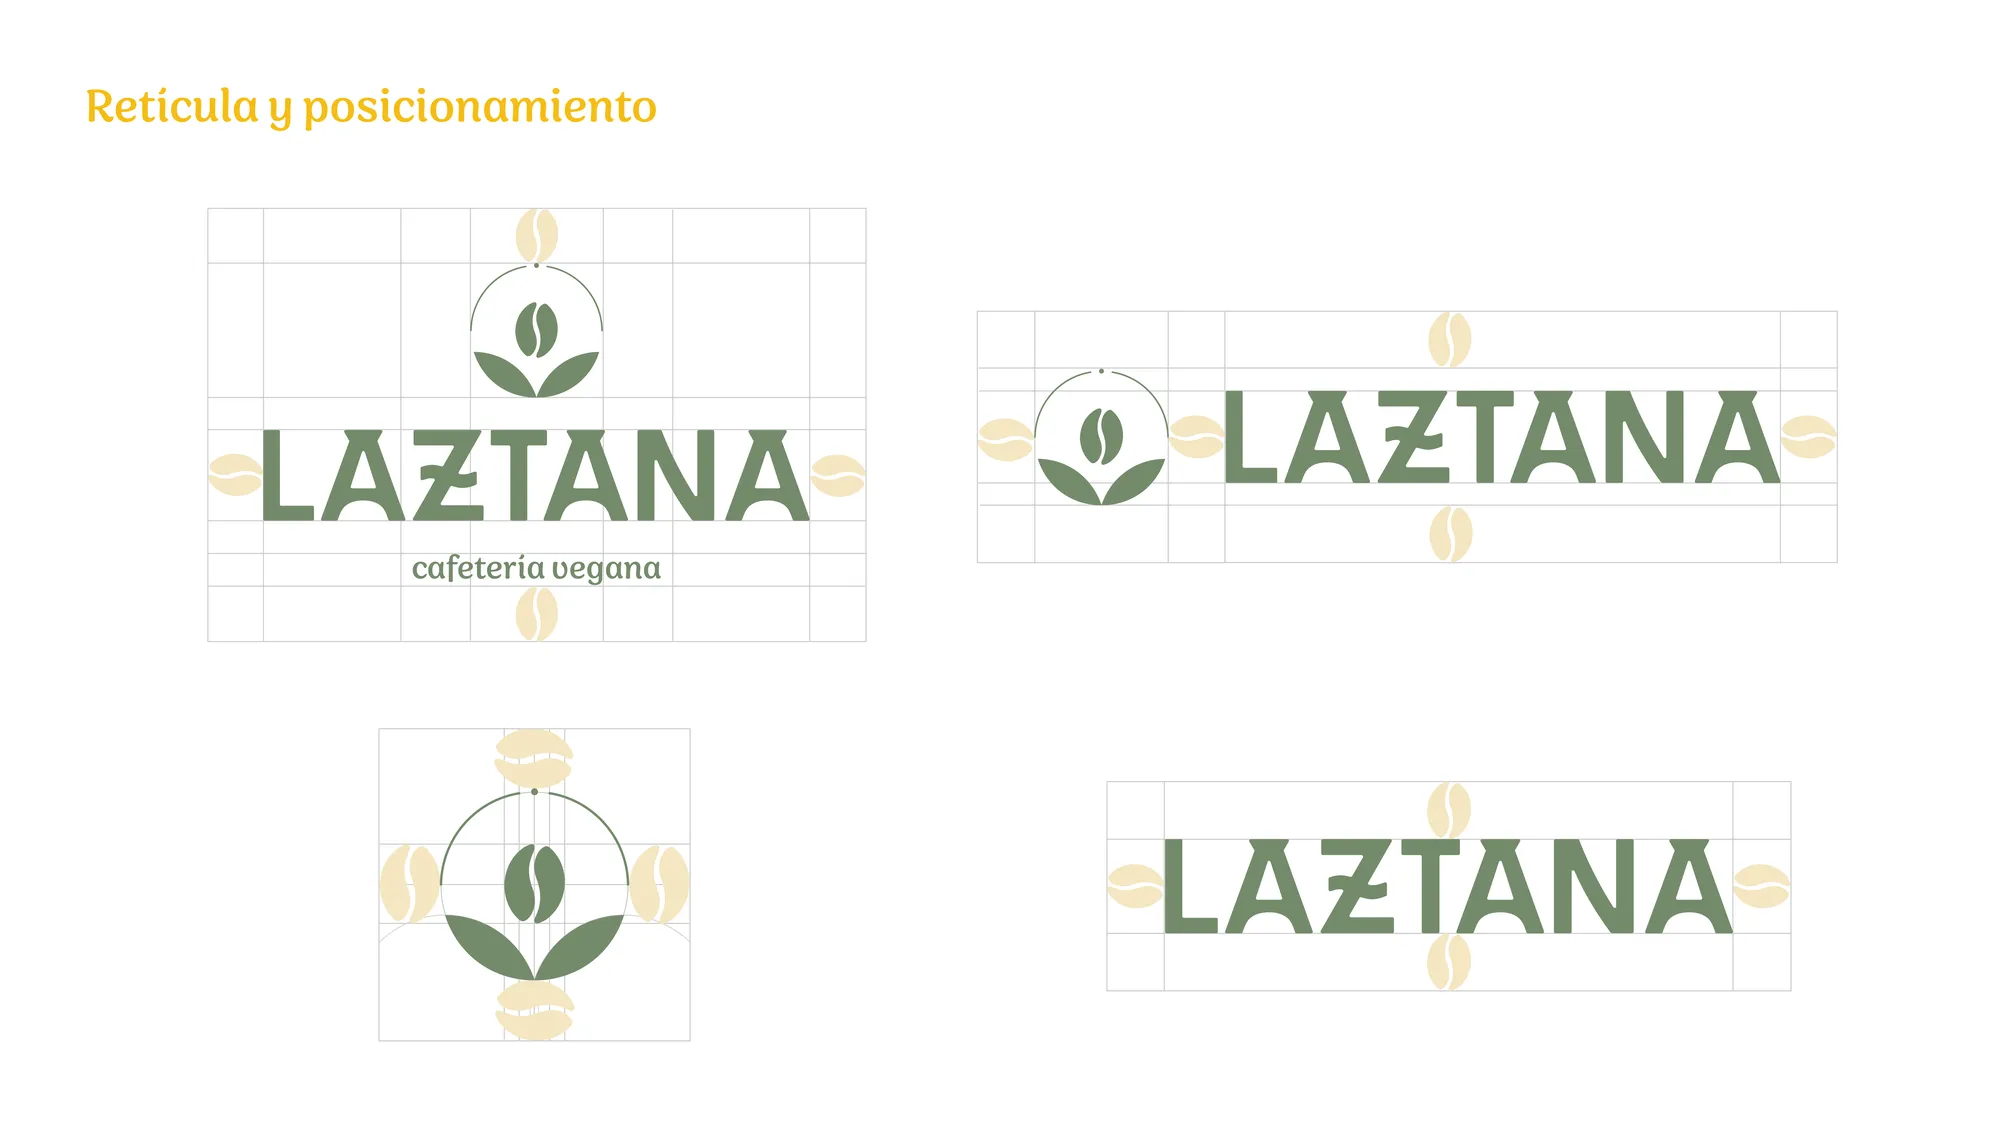 Retícula y posicionamiento
LAZTANA
cafetería vegana
LAZTANA
LAZTANA